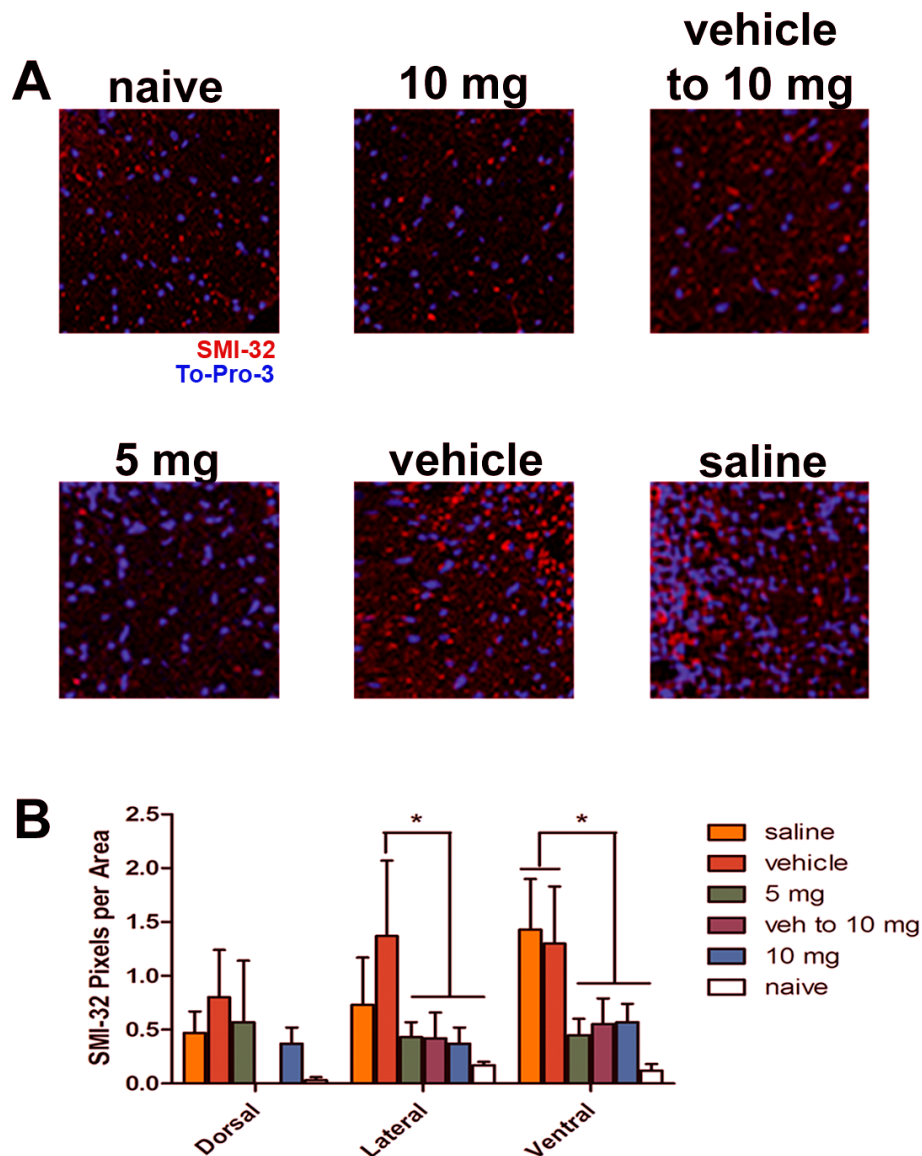 A
naive
10 mg
vehicle
to 10 mg
SMI-32
To-Pro-3
5 mg
vehicle
saline
B
SMI-32 Pixels per Area
2.5
2.0
1.5
1.0
0.5
0.0
*
*
Dorsal
Lateral
Ventral
saline
vehicle
5 mg
veh to 10 mg
10 mg
naive